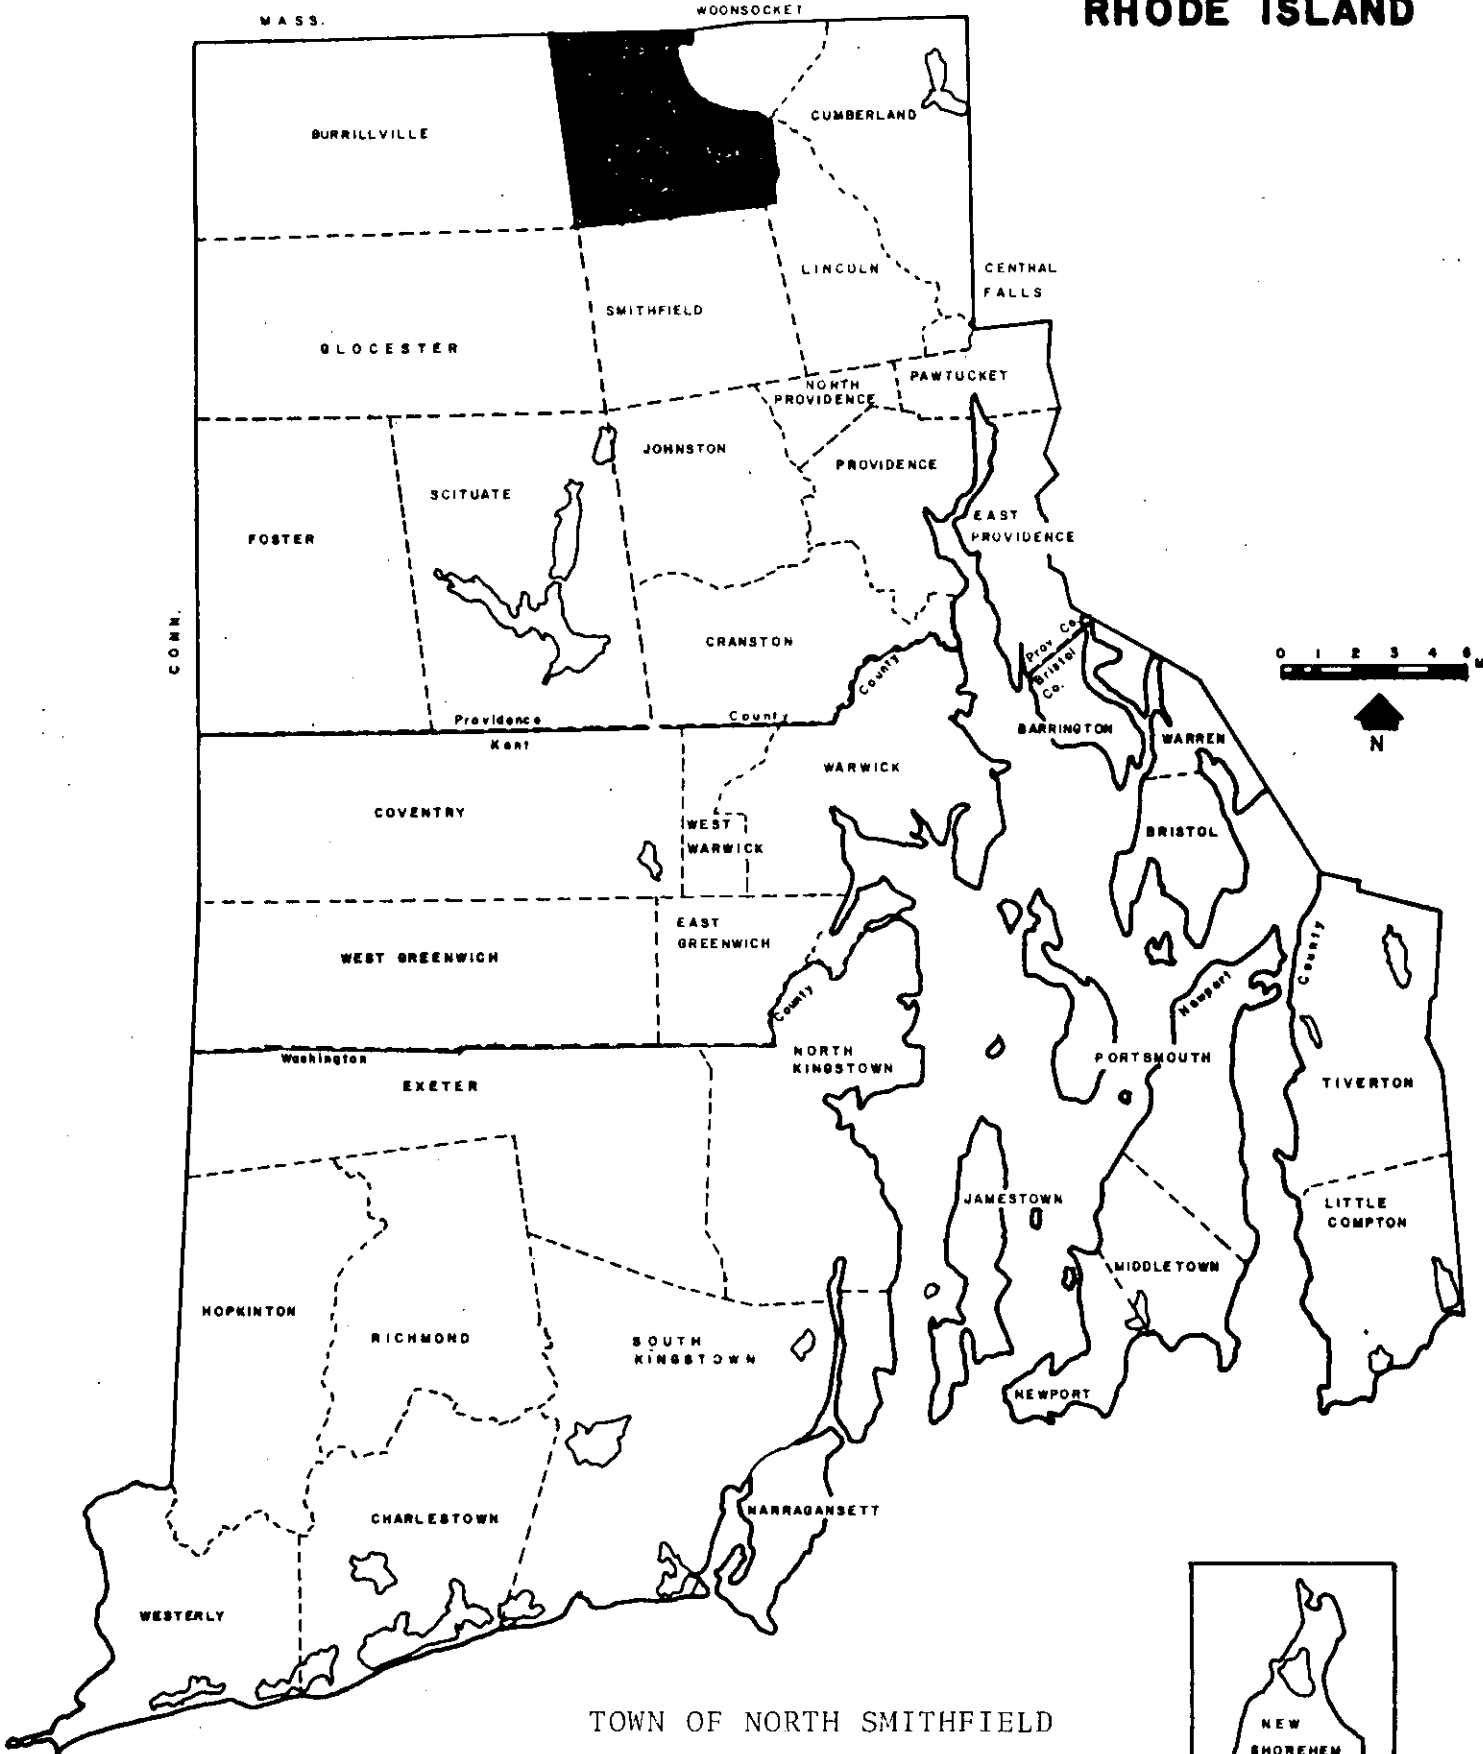 RHODE ISLAND
MASS.
WOONSOCKET
BURRILLVILLE
CUMBERLAND
LINCOLN
CENTRAL
FALLS
SMITHFIELD
GLOCESTER
NORTH
PROVIDENCE
PAWTUCKET
JOHNSTON
PROVIDENCE
SCITUATE
FOSTER
EAST
PROVIDENCE
CONN.
CRANSTON
County
Prov. Co.
Bristol
Co.
0 1 2 3 4 5 M
N
Providence County
Kent
BARRINGTON
WARREN
WARWICK
COVENTRY
WEST
WARWICK
BRISTOL
EAST
GREENWICH
WEST GREENWICH
County
Newport
County
Washington
NORTH
KINGSTOWN
PORTSMOUTH
EXETER
TIVERTON
JAMESTOWN
LITTLE
COMPTON
MIDDLETOWN
HOPKINTON
RICHMOND
SOUTH
KINGSTOWN
NEWPORT
NARRAGANSETT
CHARLESTOWN
WESTERLY
TOWN OF NORTH SMITHFIELD
NEW
SHOREHEM